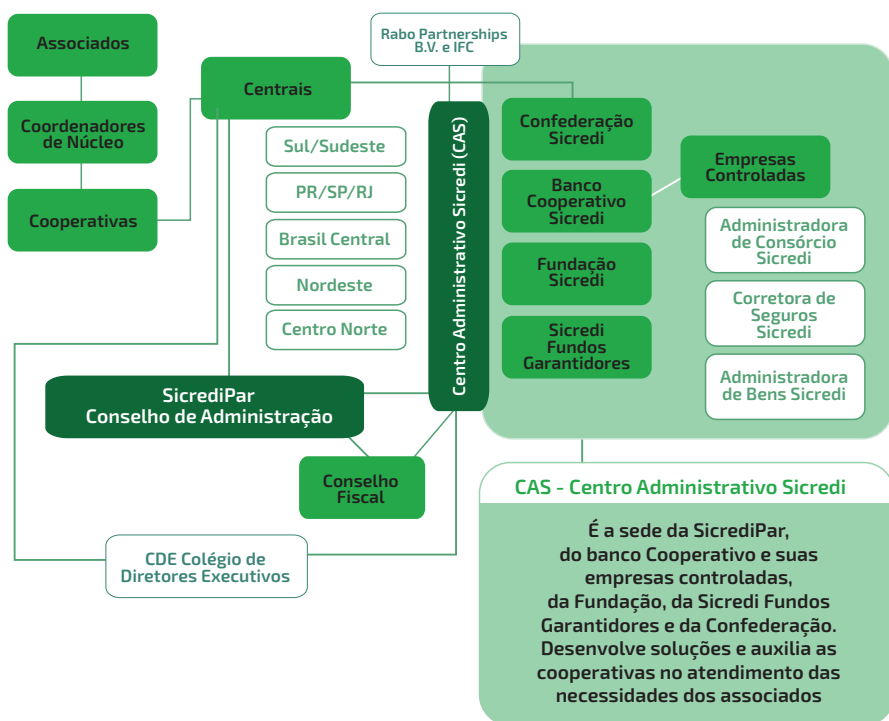 Associados
Coordenadores
de Núcleo
Cooperativas
Centrais
Sul/Sudeste
PR/SP/RJ
Brasil Central
Nordeste
Centro Norte
Rabo Partnerships
B.V. e IFC
Centro Administrativo Sicredi (CAS)
Confederação
Sicredi
Banco
Cooperativo
Sicredi
Fundação
Sicredi
Sicredi
Fundos
Garantidores
Empresas
Controladas
Administradora
de Consórcio
Sicredi
Corretora de
Seguros
Sicredi
Administradora
de Bens Sicredi
SicrediPar
Conselho de Administração
Conselho
Fiscal
CDE Colégio de
Diretores Executivos
CAS - Centro Administrativo Sicredi
É a sede da SicrediPar,
do banco Cooperativo e suas
empresas controladas,
da Fundação, da Sicredi Fundos
Garantidores e da Confederação.
Desenvolve soluções e auxilia as
cooperativas no atendimento das
necessidades dos associados